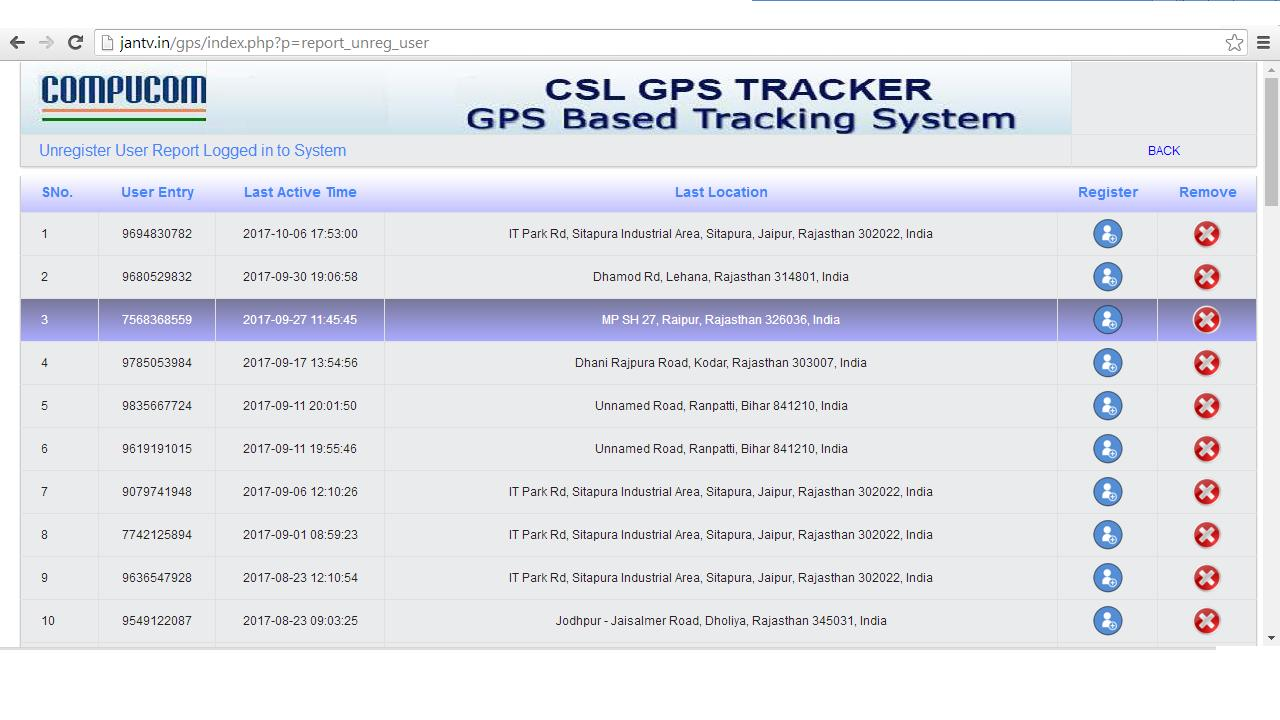 jantv.in/gps/index.php?p=report_unreg_user
COMPUCOM
CSL GPS TRACKER
GPS Based Tracking System
Unregister User Report Logged in to System BACK
SNo. User Entry Last Active Time Last Location Register Remove
1 9694830782 2017-10-06 17:53:00 IT Park Rd, Sitapura Industrial Area, Sitapura, Jaipur, Rajasthan 302022, India
2 9680529832 2017-09-30 19:06:58 Dhamod Rd, Lehana, Rajasthan 314801, India
3 7568368559 2017-09-27 11:45:45 MP SH 27, Raipur, Rajasthan 326036, India
4 9785053984 2017-09-17 13:54:56 Dhani Rajpura Road, Kodar, Rajasthan 303007, India
5 9835667724 2017-09-11 20:01:50 Unnamed Road, Ranpatti, Bihar 841210, India
6 9619191015 2017-09-11 19:55:46 Unnamed Road, Ranpatti, Bihar 841210, India
7 9079741948 2017-09-06 12:10:26 IT Park Rd, Sitapura Industrial Area, Sitapura, Jaipur, Rajasthan 302022, India
8 7742125894 2017-09-01 08:59:23 IT Park Rd, Sitapura Industrial Area, Sitapura, Jaipur, Rajasthan 302022, India
9 9636547928 2017-08-23 12:10:54 IT Park Rd, Sitapura Industrial Area, Sitapura, Jaipur, Rajasthan 302022, India
10 9549122087 2017-08-23 09:03:25 Jodhpur - Jaisalmer Road, Dholiya, Rajasthan 345031, India